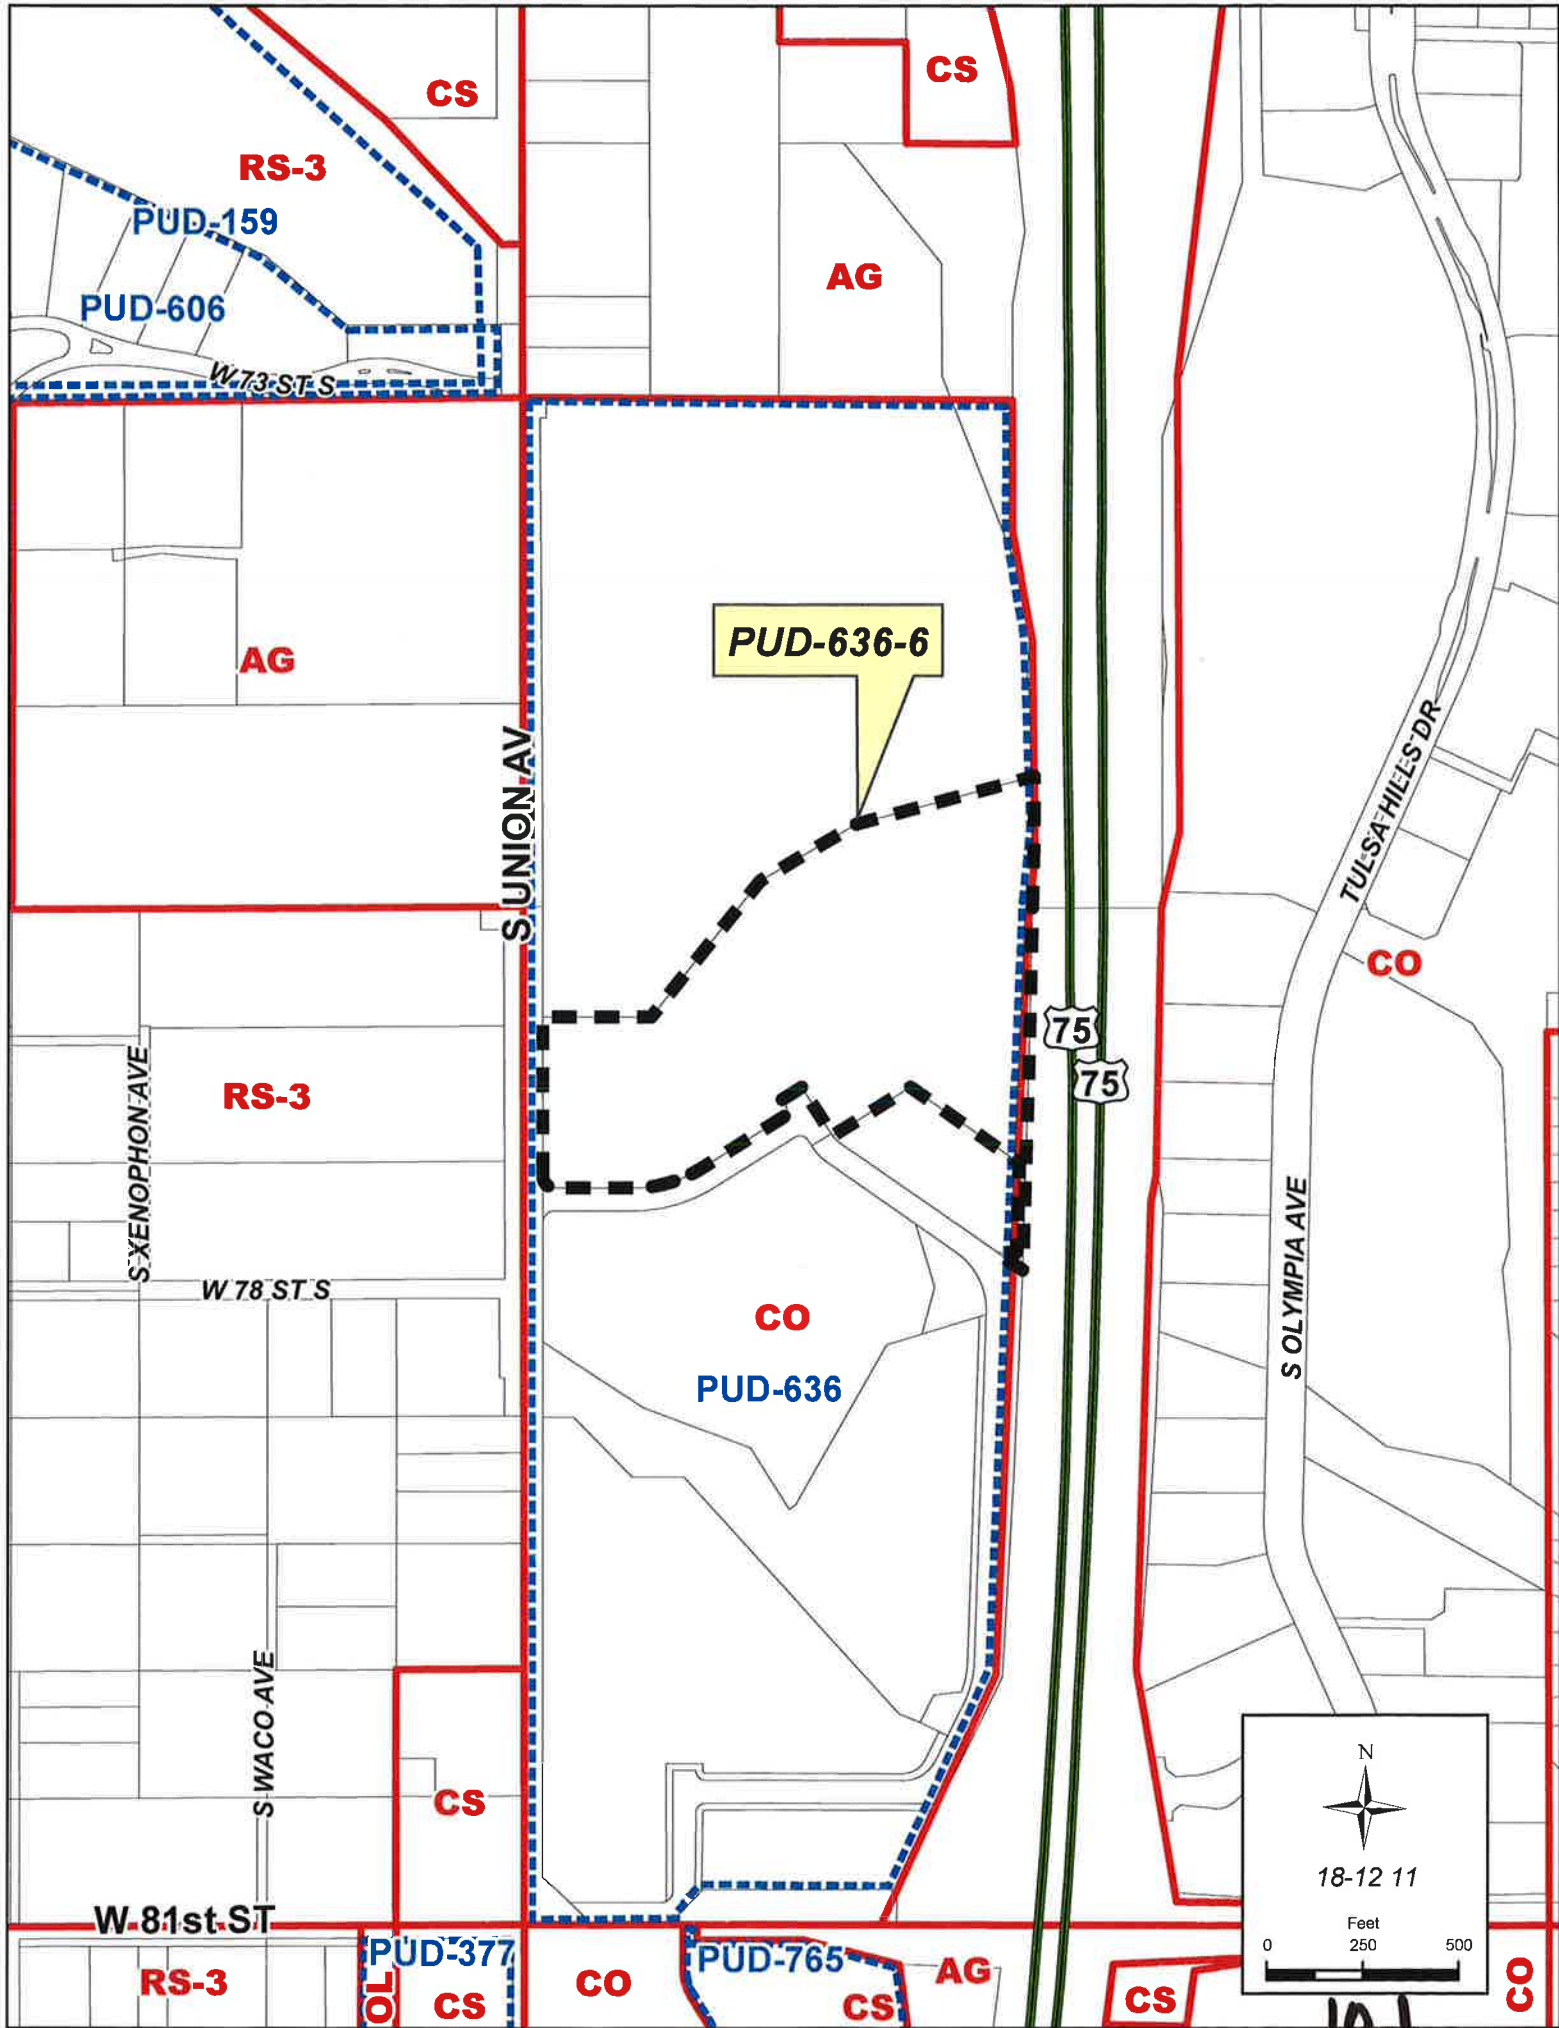 CS
CS
RS-3
PUD-159
AG
PUD-606
W 73 ST S
PUD-636-6
AG
S UNION AV
TULSA HILLS DR
CO
75
75
RS-3
S XENOPHON AVE
S OLYMPIA AVE
W 78 ST S
CO
PUD-636
S WACO AVE
CS
N
18-12 11
Feet
0 250 500
W 81st ST
PUD-377
PUD-765
RS-3
OL
CS
CO
CS
AG
CS
CO